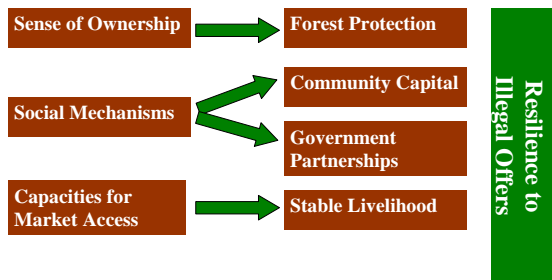 Sense of Ownership
Forest Protection
Community Capital
Social Mechanisms
Government
Partnerships
Capacities for
Market Access
Stable Livelihood
Resilience to
Illegal Offers